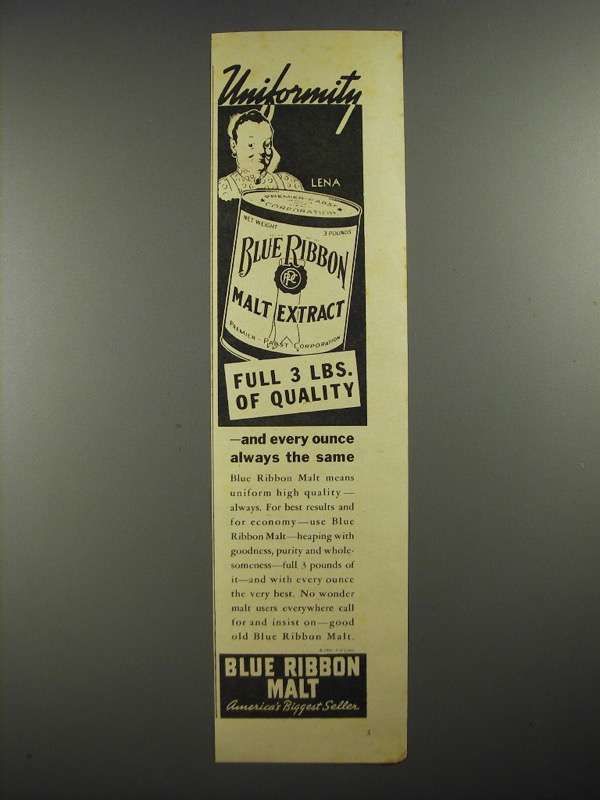 Uniformity
LENA
PREMIER-PABST
CORPORATION
NET WEIGHT
3 POUNDS
BLUE RIBBON
MALT EXTRACT
PREMIER-PABST CORPORATION
FULL 3 LBS.
OF QUALITY
—and every ounce
always the same
Blue Ribbon Malt means
uniform high quality—
always. For best results and
for economy—use Blue
Ribbon Malt—heaping with
goodness, purity and whole-
someness—full 3 pounds of
it—and with every ounce
the very best. No wonder
malt users everywhere call
for and insist on—good
old Blue Ribbon Malt.
BLUE RIBBON
MALT
America's Biggest Seller